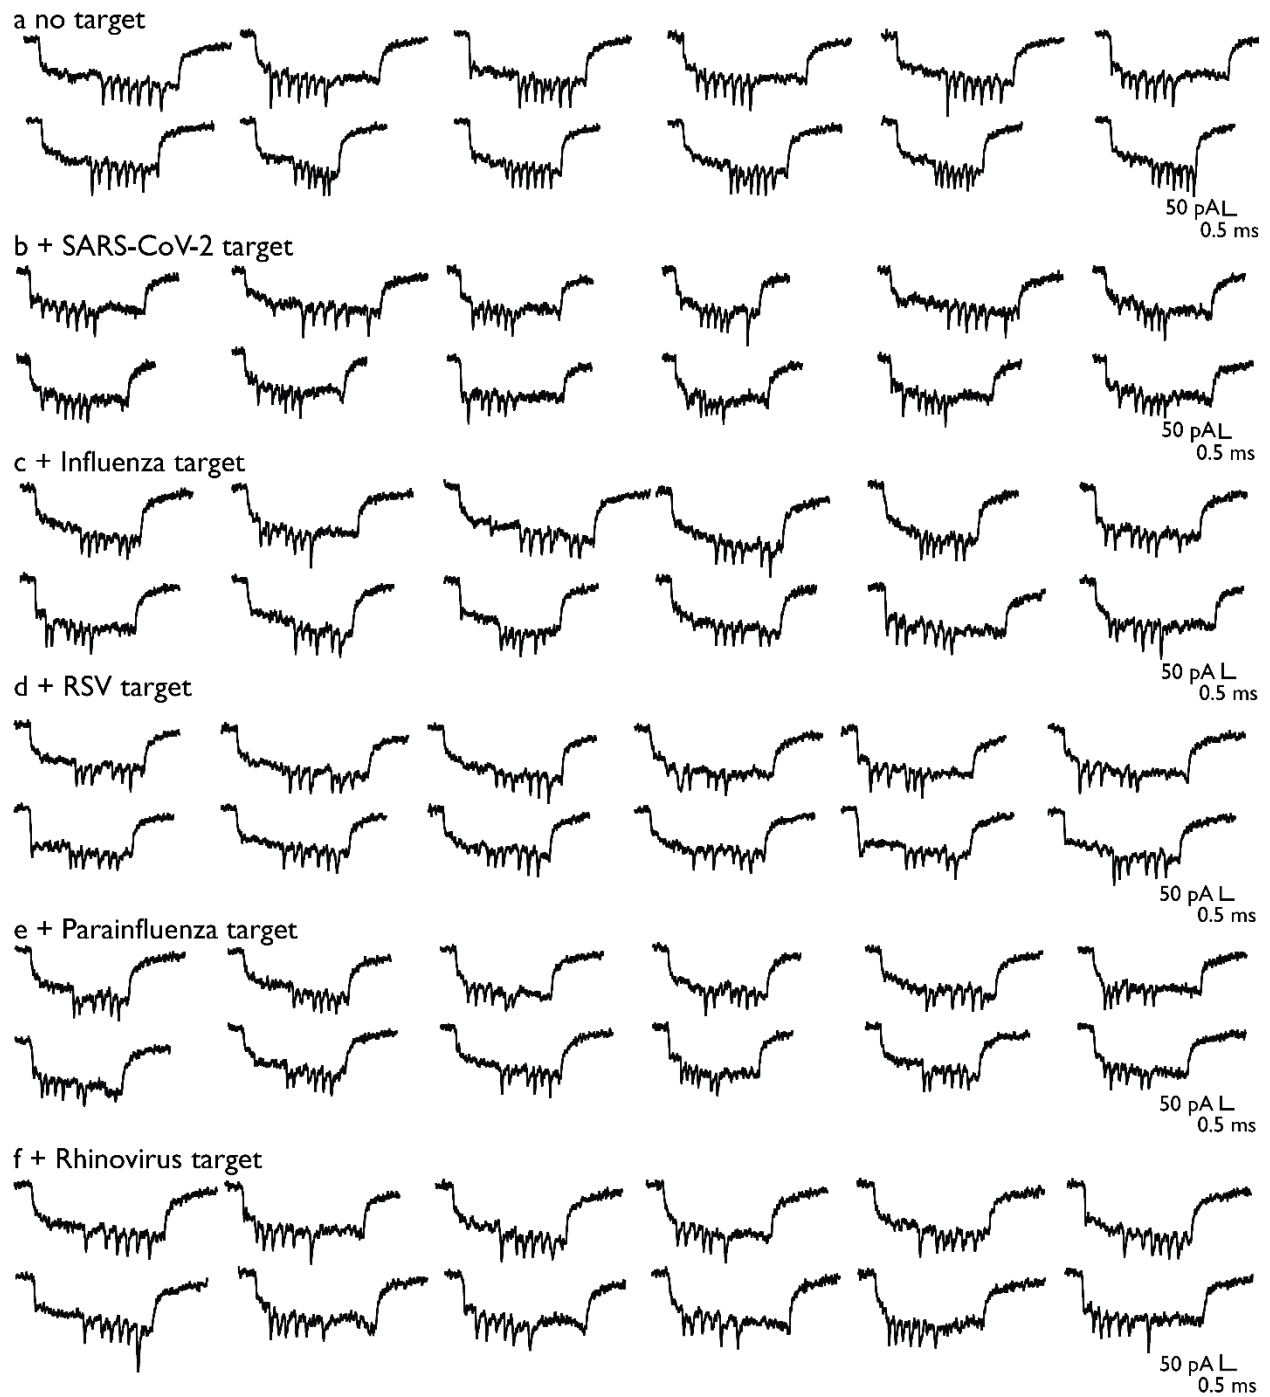 a no target
50 pA
0.5 ms
b + SARS-CoV-2 target
50 pA
0.5 ms
c + Influenza target
50 pA
0.5 ms
d + RSV target
50 pA
0.5 ms
e + Parainfluenza target
50 pA
0.5 ms
f + Rhinovirus target
50 pA
0.5 ms